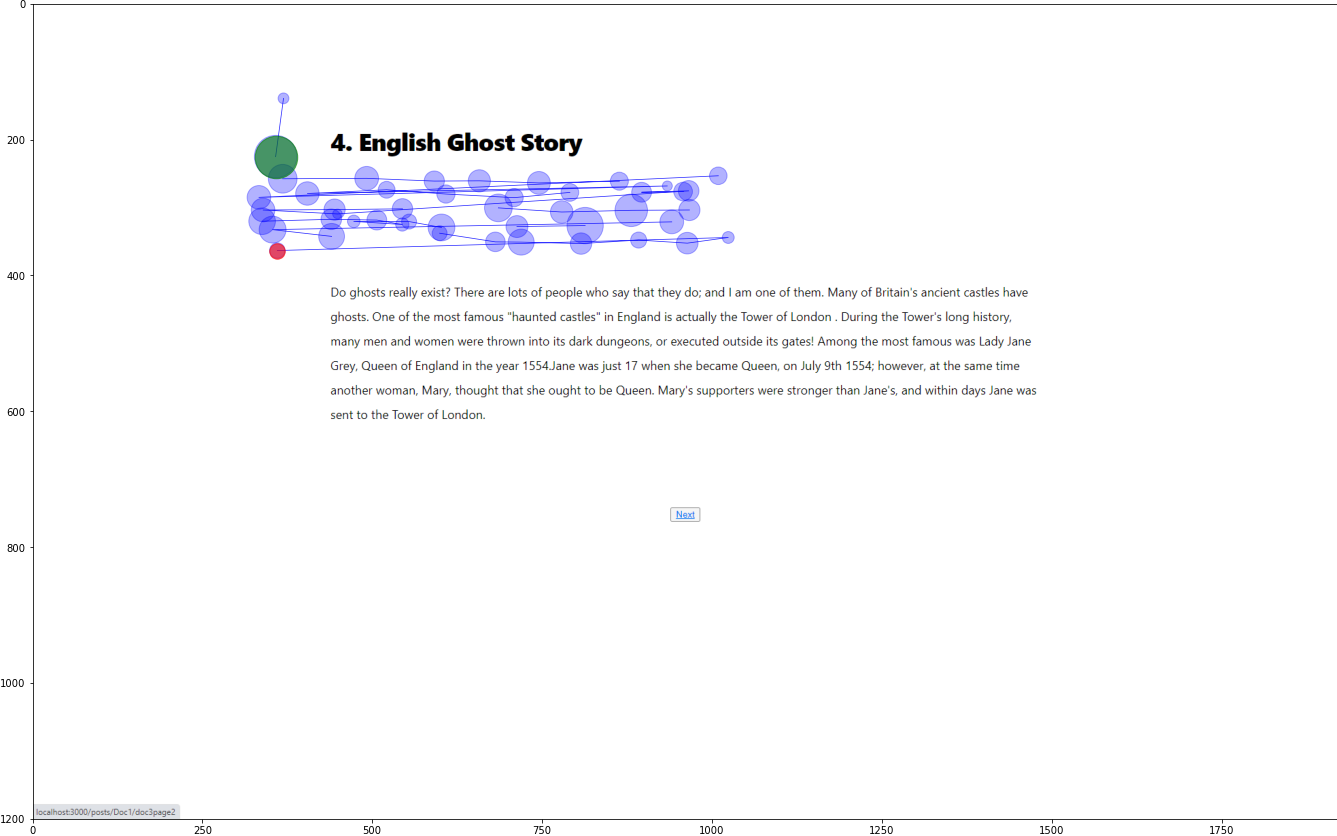 0
200
4. English Ghost Story
400
Do ghosts really exist? There are lots of people who say that they do; and I am one of them. Many of Britain's ancient castles have
ghosts. One of the most famous "haunted castles" in England is actually the Tower of London . During the Tower's long history,
many men and women were thrown into its dark dungeons, or executed outside its gates! Among the most famous was Lady Jane
Grey, Queen of England in the year 1554.Jane was just 17 when she became Queen, on July 9th 1554; however, at the same time
another woman, Mary, thought that she ought to be Queen. Mary's supporters were stronger than Jane's, and within days Jane was
sent to the Tower of London.
600
Next
800
1000
localhost:3000/posts/Doc1/doc3page2
1200
0 250 500 750 1000 1250 1500 1750